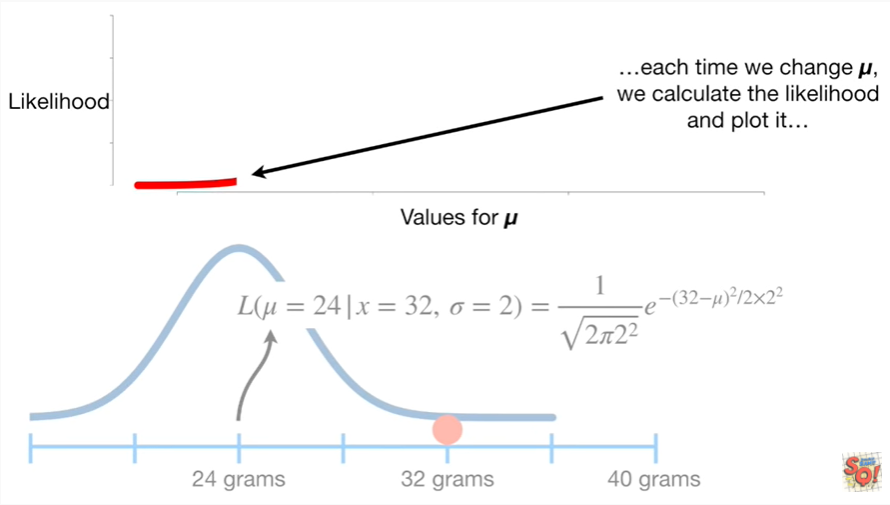 Likelihood
…each time we change μ,
we calculate the likelihood
and plot it…
Values for μ
L(μ = 24|x = 32, σ = 2) = 1/√(2π2²) e^−(32−μ)²/2×2²
24 grams
32 grams
40 grams
SQ!